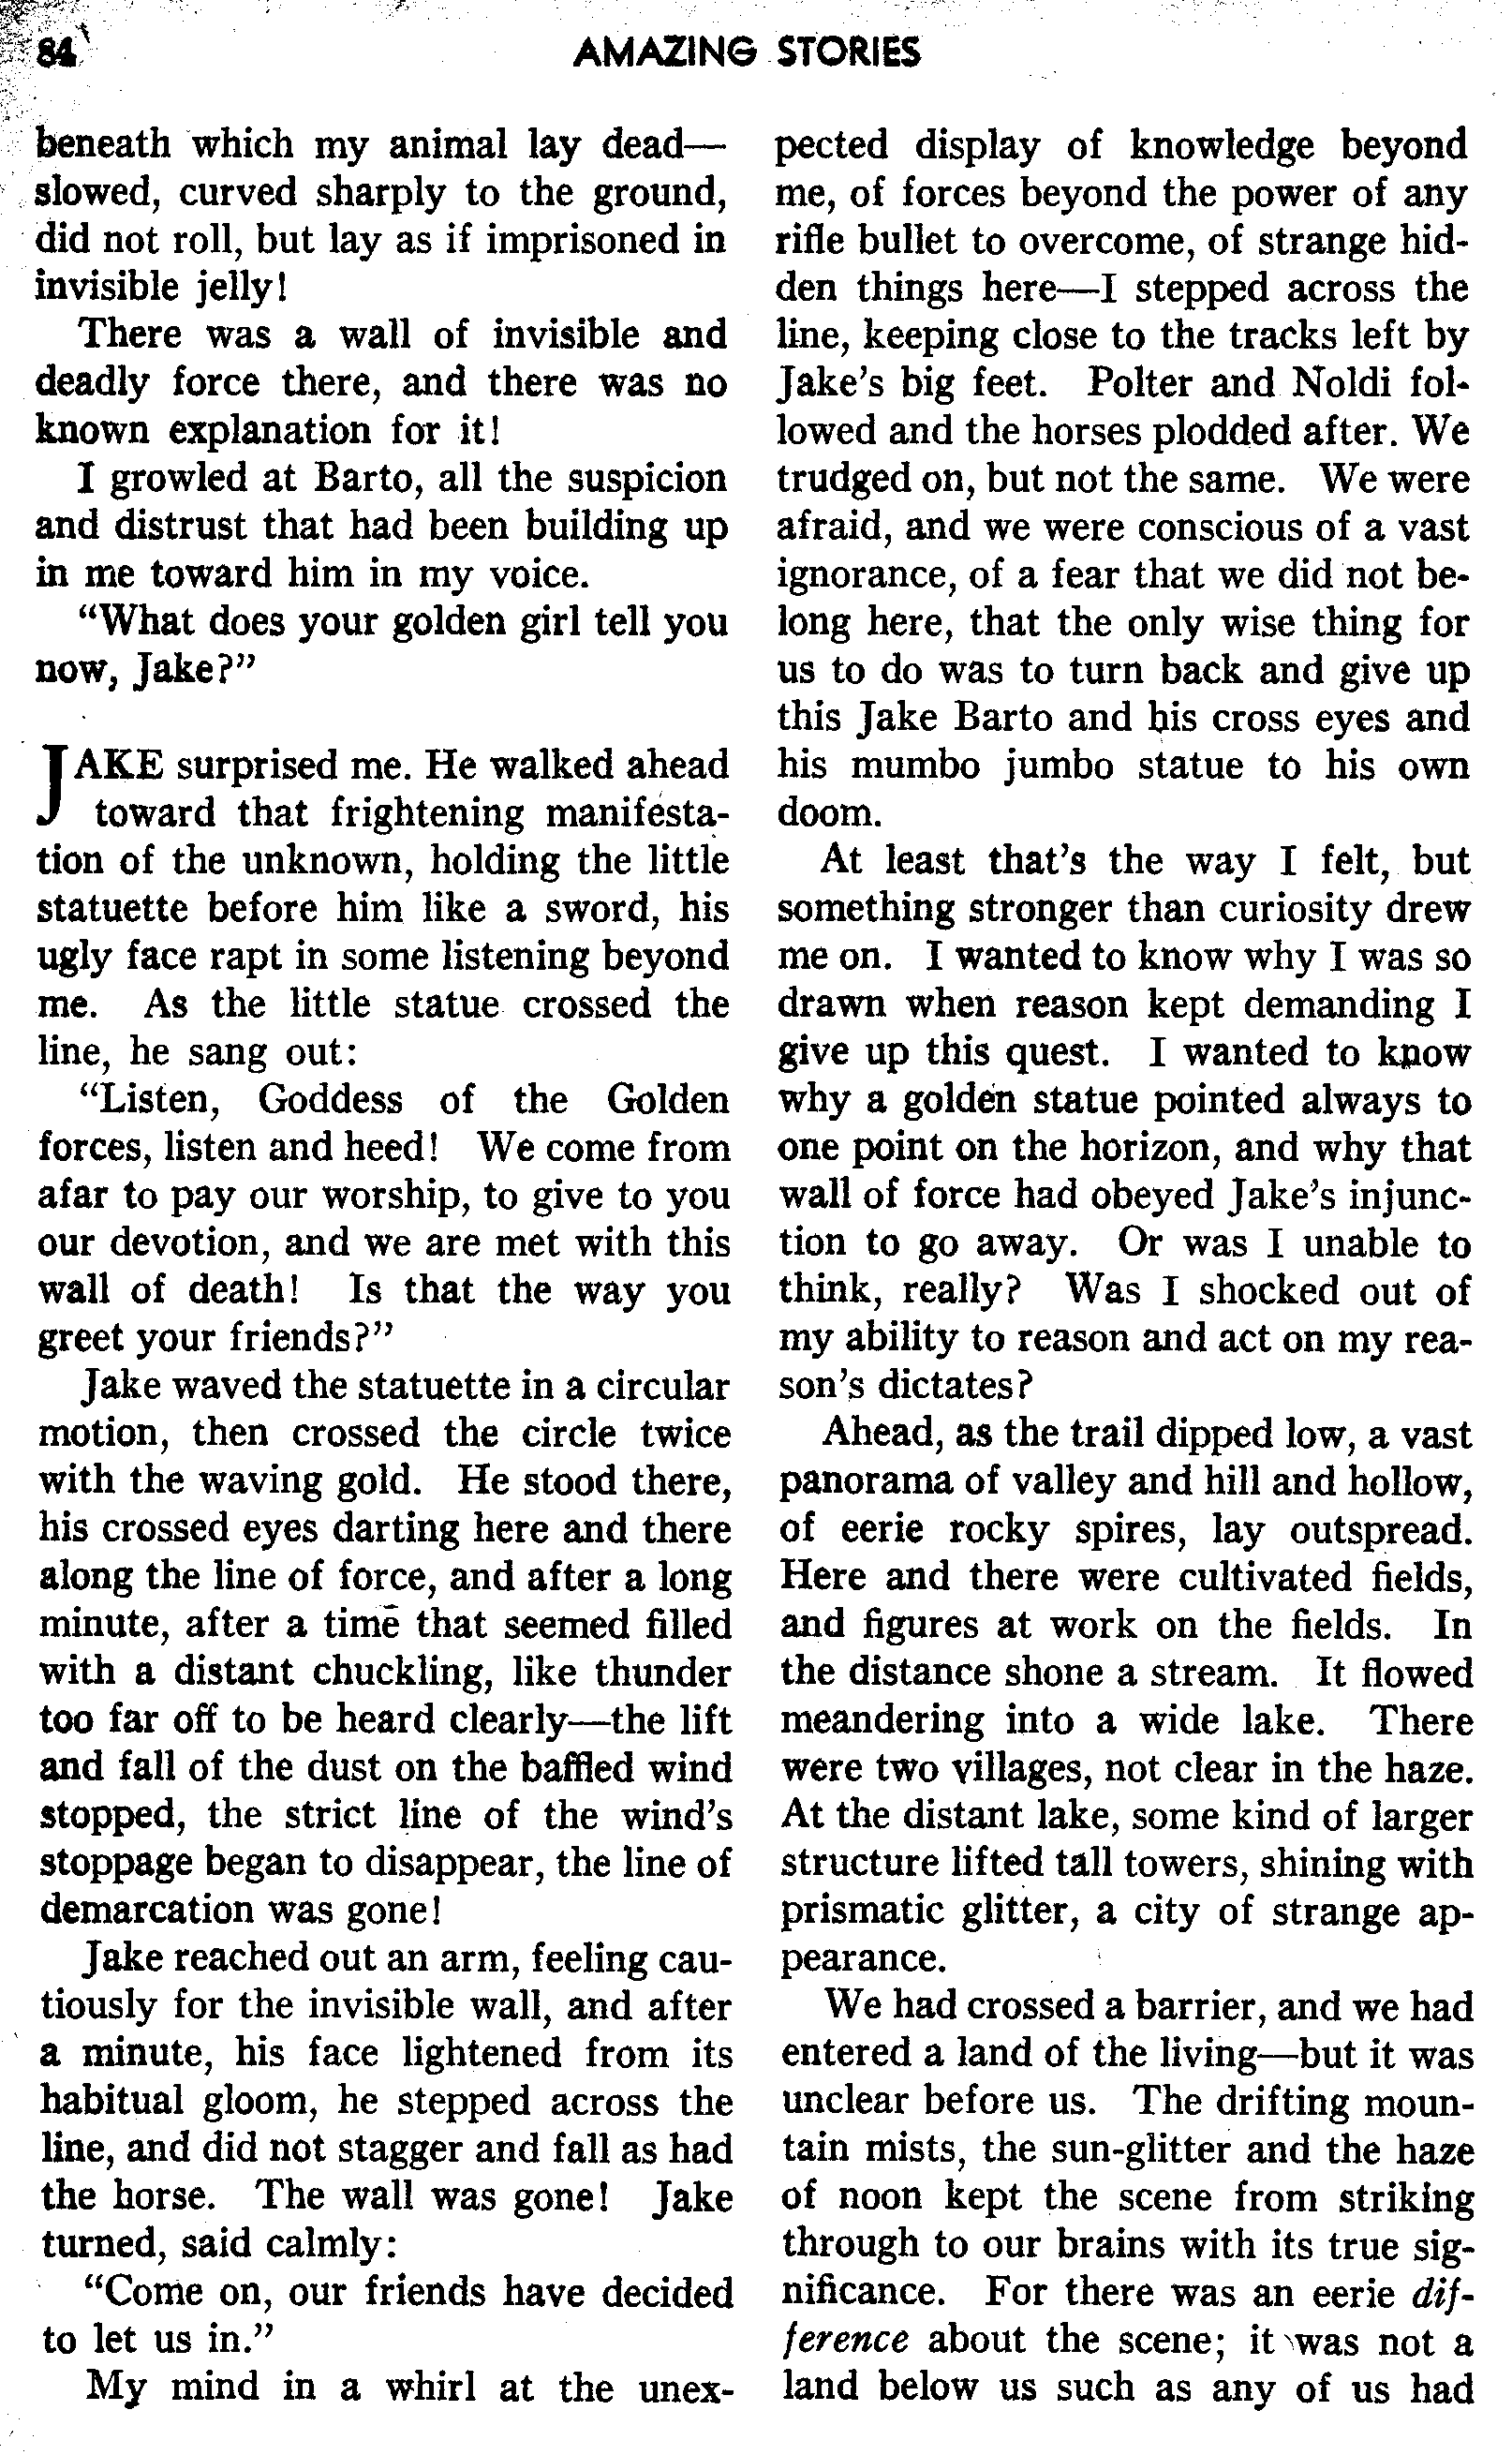 84
AMAZING STORIES
beneath which my animal lay dead—
slowed, curved sharply to the ground,
did not roll, but lay as if imprisoned in
invisible jelly!
There was a wall of invisible and
deadly force there, and there was no
known explanation for it!
I growled at Barto, all the suspicion
and distrust that had been building up
in me toward him in my voice.
“What does your golden girl tell you
now, Jake?”
JAKE surprised me. He walked ahead
toward that frightening manifesta-
tion of the unknown, holding the little
statuette before him like a sword, his
ugly face rapt in some listening beyond
me. As the little statue crossed the
line, he sang out:
“Listen, Goddess of the Golden
forces, listen and heed! We come from
afar to pay our worship, to give to you
our devotion, and we are met with this
wall of death! Is that the way you
greet your friends?”
Jake waved the statuette in a circular
motion, then crossed the circle twice
with the waving gold. He stood there,
his crossed eyes darting here and there
along the line of force, and after a long
minute, after a time that seemed filled
with a distant chuckling, like thunder
too far off to be heard clearly—the lift
and fall of the dust on the baffled wind
stopped, the strict line of the wind's
stoppage began to disappear, the line of
demarcation was gone!
Jake reached out an arm, feeling cau-
tiously for the invisible wall, and after
a minute, his face lightened from its
habitual gloom, he stepped across the
line, and did not stagger and fall as had
the horse. The wall was gone! Jake
turned, said calmly:
“Come on, our friends have decided
to let us in.”
My mind in a whirl at the unex-
pected display of knowledge beyond
me, of forces beyond the power of any
rifle bullet to overcome, of strange hid-
den things here—I stepped across the
line, keeping close to the tracks left by
Jake's big feet. Polter and Noldi fol-
lowed and the horses plodded after. We
trudged on, but not the same. We were
afraid, and we were conscious of a vast
ignorance, of a fear that we did not be-
long here, that the only wise thing for
us to do was to turn back and give up
this Jake Barto and his cross eyes and
his mumbo jumbo statue to his own
doom.
At least that's the way I felt, but
something stronger than curiosity drew
me on. I wanted to know why I was so
drawn when reason kept demanding I
give up this quest. I wanted to know
why a golden statue pointed always to
one point on the horizon, and why that
wall of force had obeyed Jake's injunc-
tion to go away. Or was I unable to
think, really? Was I shocked out of
my ability to reason and act on my rea-
son's dictates?
Ahead, as the trail dipped low, a vast
panorama of valley and hill and hollow,
of eerie rocky spires, lay outspread.
Here and there were cultivated fields,
and figures at work on the fields. In
the distance shone a stream. It flowed
meandering into a wide lake. There
were two villages, not clear in the haze.
At the distant lake, some kind of larger
structure lifted tall towers, shining with
prismatic glitter, a city of strange ap-
pearance.
We had crossed a barrier, and we had
entered a land of the living—but it was
unclear before us. The drifting moun-
tain mists, the sun-glitter and the haze
of noon kept the scene from striking
through to our brains with its true sig-
nificance. For there was an eerie dif-
ference about the scene; it was not a
land below us such as any of us had